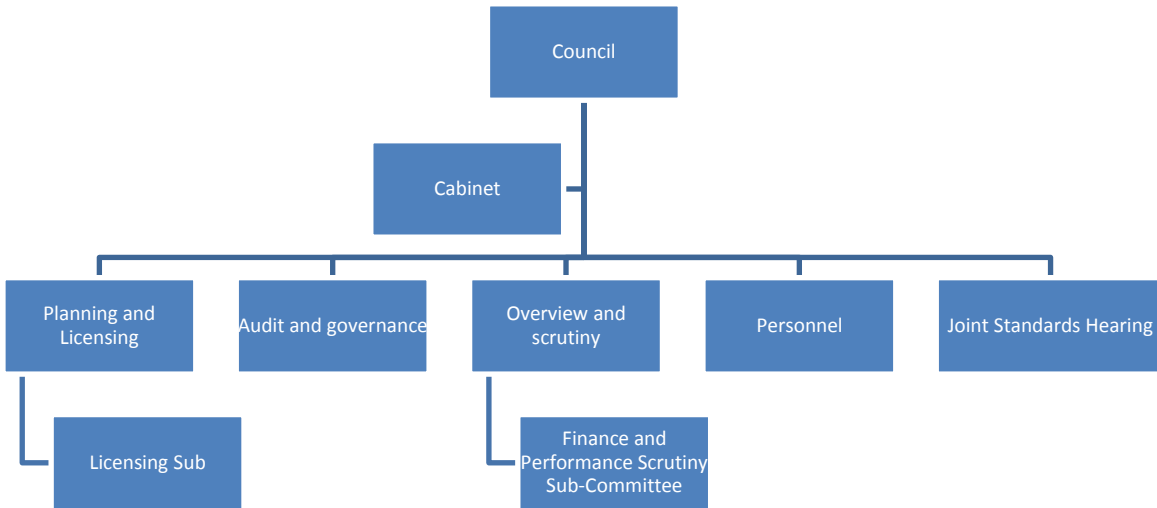 Council
Cabinet
Planning and
Licensing
Audit and governance
Overview and
scrutiny
Personnel
Joint Standards Hearing
Licensing Sub
Finance and
Performance Scrutiny
Sub-Committee